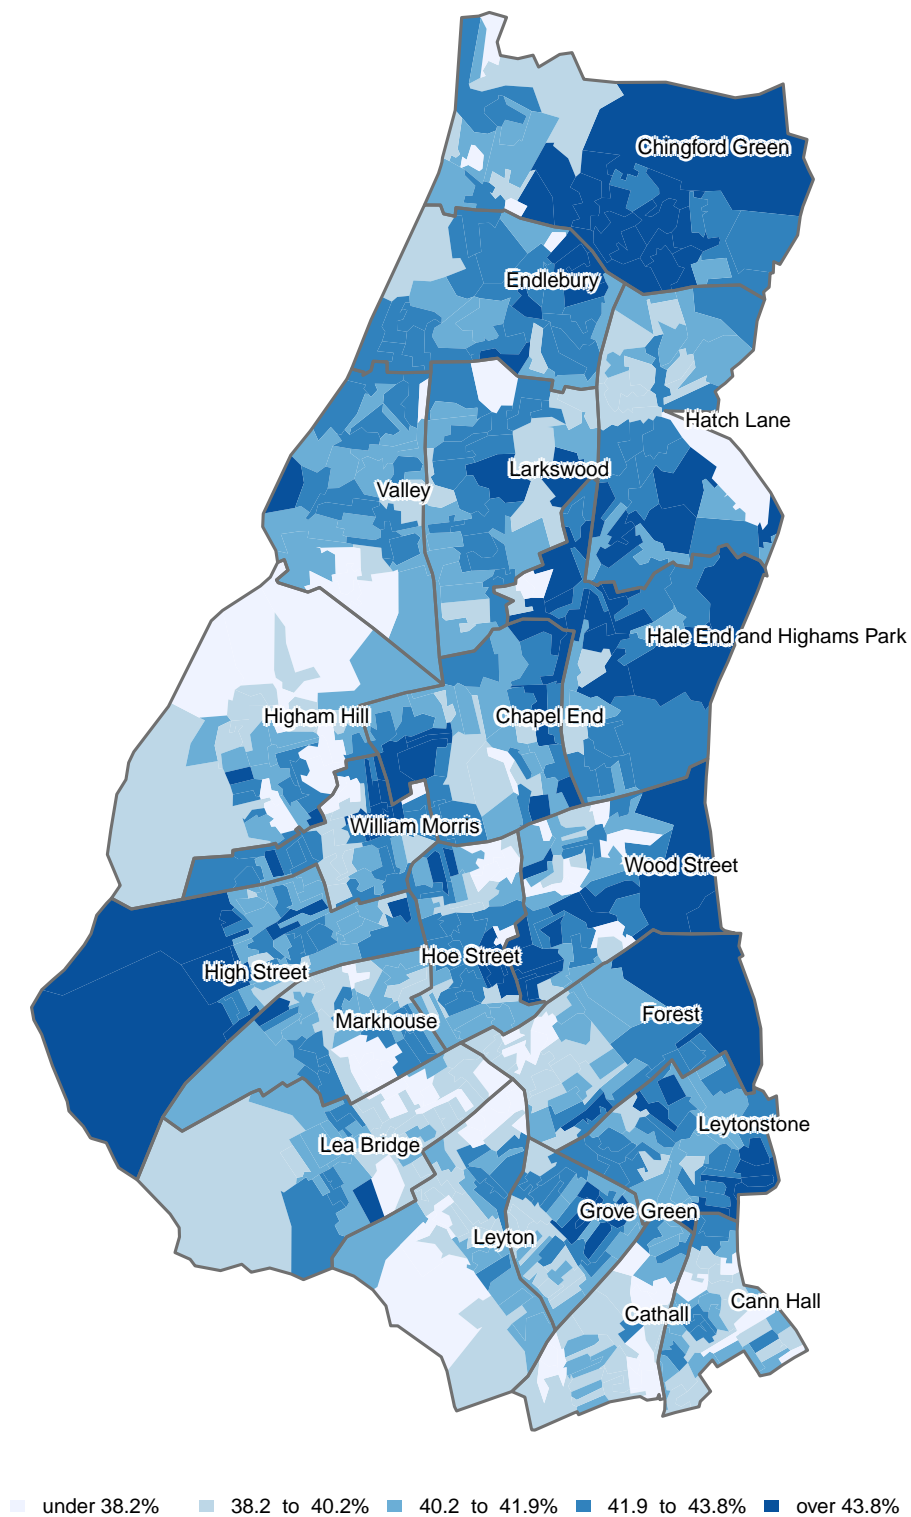 Chingford Green
Endlebury
Hatch Lane
Larkswood
Valley
Hale End and Highams Park
Higham Hill
Chapel End
William Morris
Wood Street
Hoe Street
High Street
Forest
Markhouse
Leytonstone
Lea Bridge
Grove Green
Leyton
Cann Hall
Cathall
under 38.2% 38.2 to 40.2% 40.2 to 41.9% 41.9 to 43.8% over 43.8%